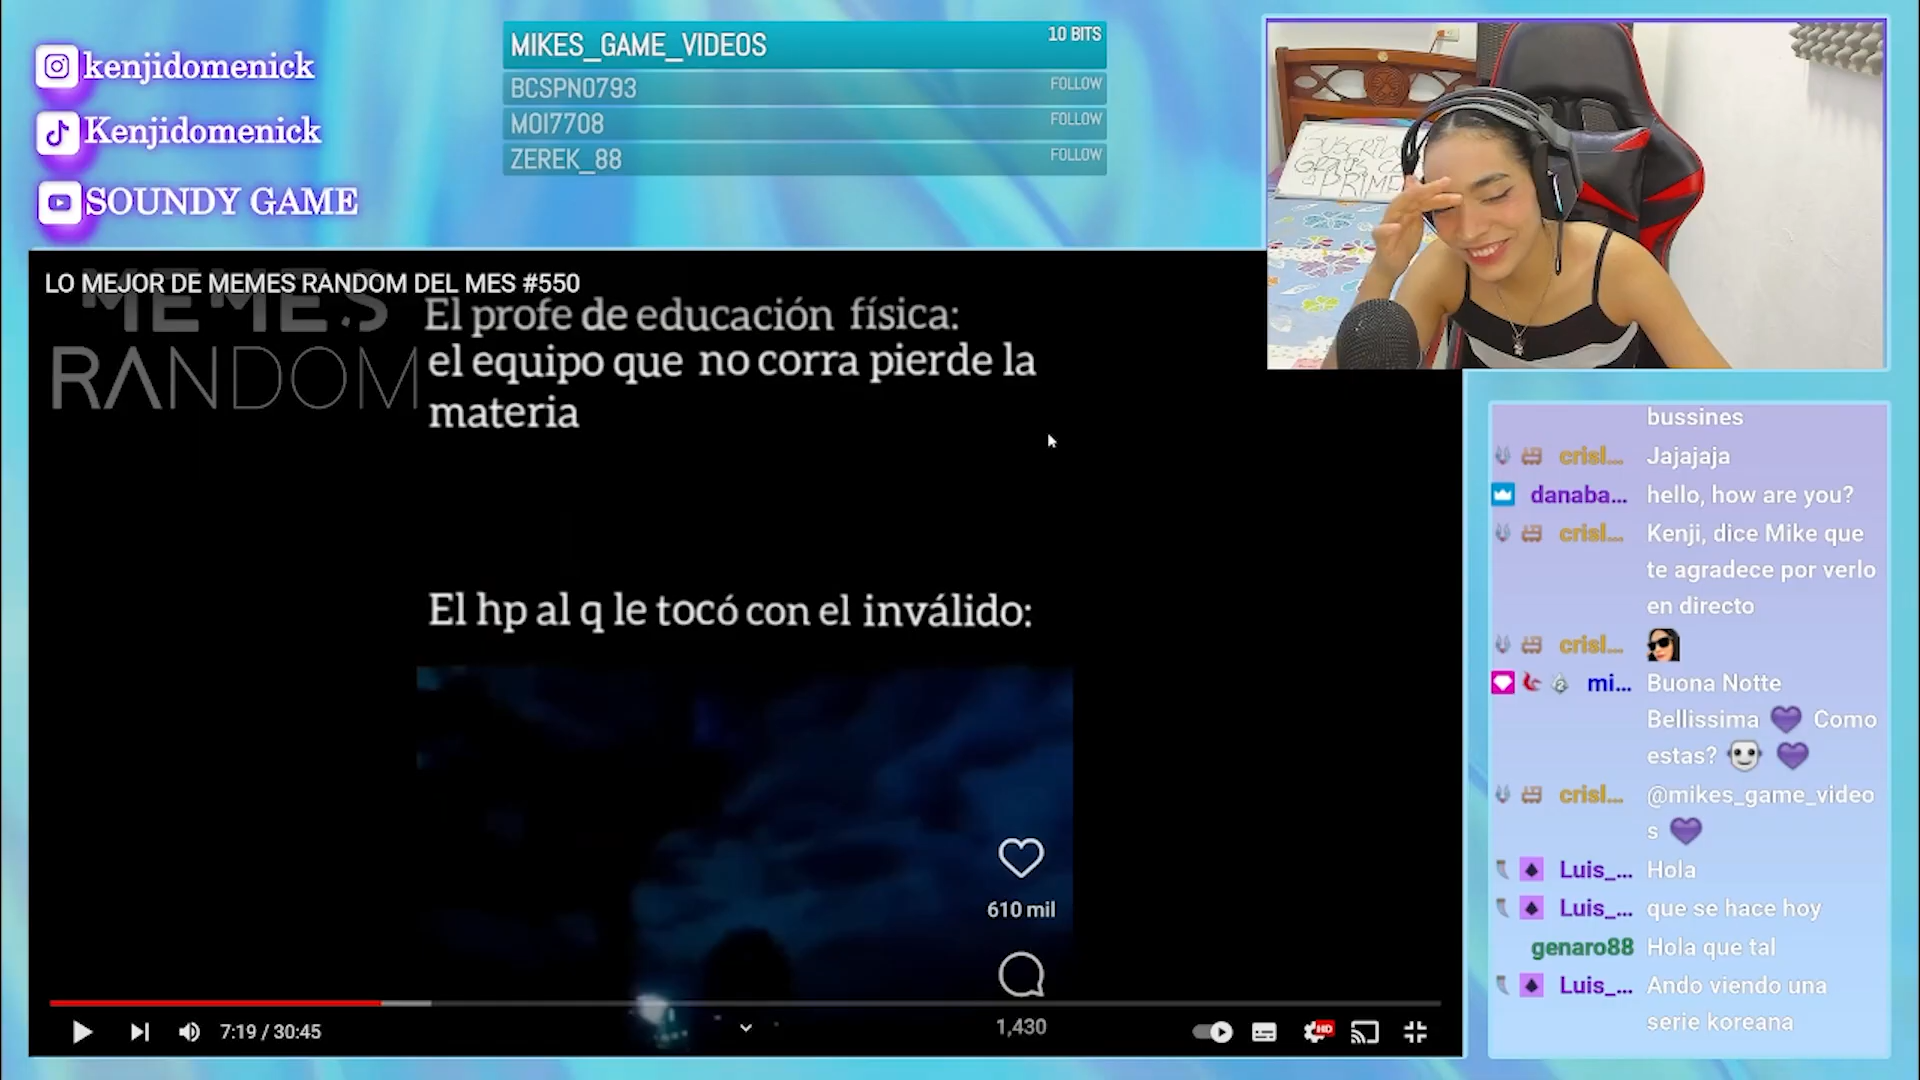 kenjidomenick
Kenjidomenick
SOUNDY GAME
MIKES_GAME_VIDEOS 10 BITS
BCSPN0793 FOLLOW
MOI7708 FOLLOW
ZEREK_88 FOLLOW
LO MEJOR DE MEMES RANDOM DEL MES #550
MEMES
RANDOM
El profe de educación física:
el equipo que no corra pierde la
materia
El hp al q le tocó con el inválido:
610 mil
1,430
7:19 / 30:45
HD
GRATIS
PRIME
bussines
crisl... Jajajaja
danaba... hello, how are you?
crisl... Kenji, dice Mike que
te agradece por verlo
en directo
crisl...
mi... Buona Notte
Bellissima 💜 Como
estas? 💜
crisl... @mikes_game_video
s 💜
Luis_... Hola
Luis_... que se hace hoy
genaro88 Hola que tal
Luis_... Ando viendo una
serie koreana